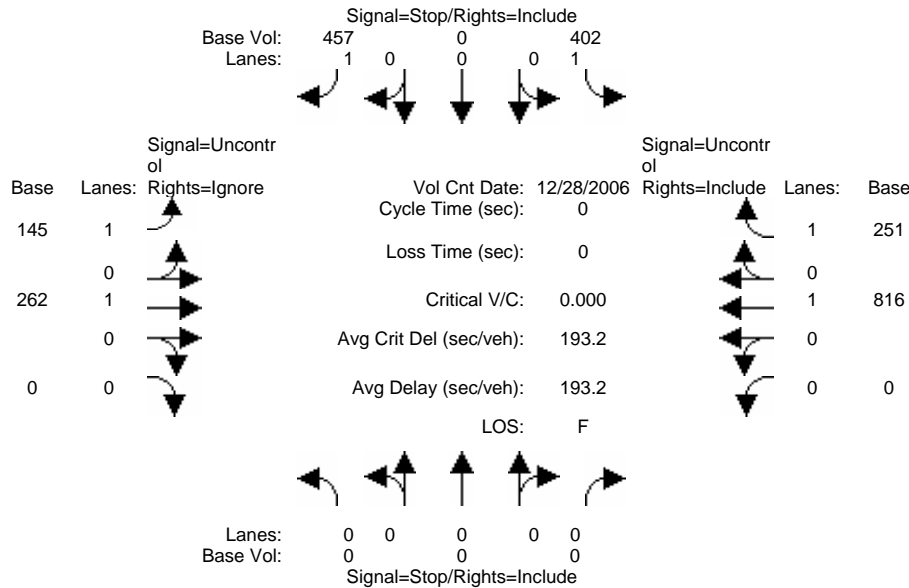 Signal=Stop/Rights=Include
Base Vol: 457 0 402
Lanes: 1 0 0 0 1
Signal=Uncontr
ol
Base Lanes: Rights=Ignore
Vol Cnt Date: 12/28/2006
Signal=Uncontr
ol
Rights=Include Lanes: Base
Cycle Time (sec): 0
145 1
1 251
Loss Time (sec): 0
0
0
262 1
Critical V/C: 0.000
1 816
0
Avg Crit Del (sec/veh): 193.2
0
0 0
Avg Delay (sec/veh): 193.2
0 0
LOS: F
Lanes: 0 0 0 0 0
Base Vol: 0 0 0
Signal=Stop/Rights=Include